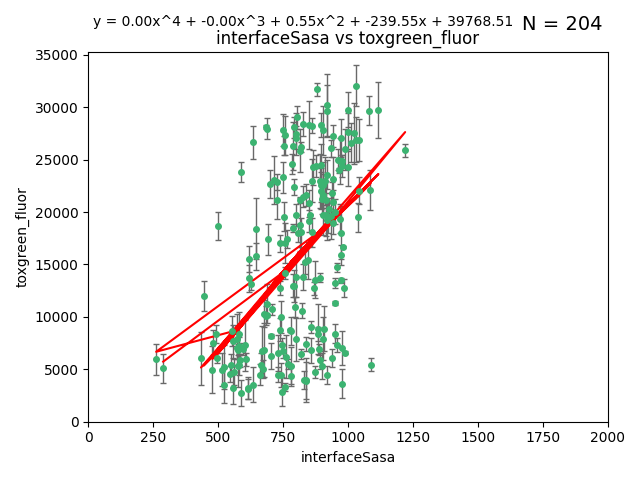 y = 0.00x^4 + -0.00x^3 + 0.55x^2 + -239.55x + 39768.51 N = 204
interfaceSasa vs toxgreen_fluor
35000
30000
25000
20000
15000
10000
5000
0
toxgreen_fluor
0 250 500 750 1000 1250 1500 1750 2000
interfaceSasa